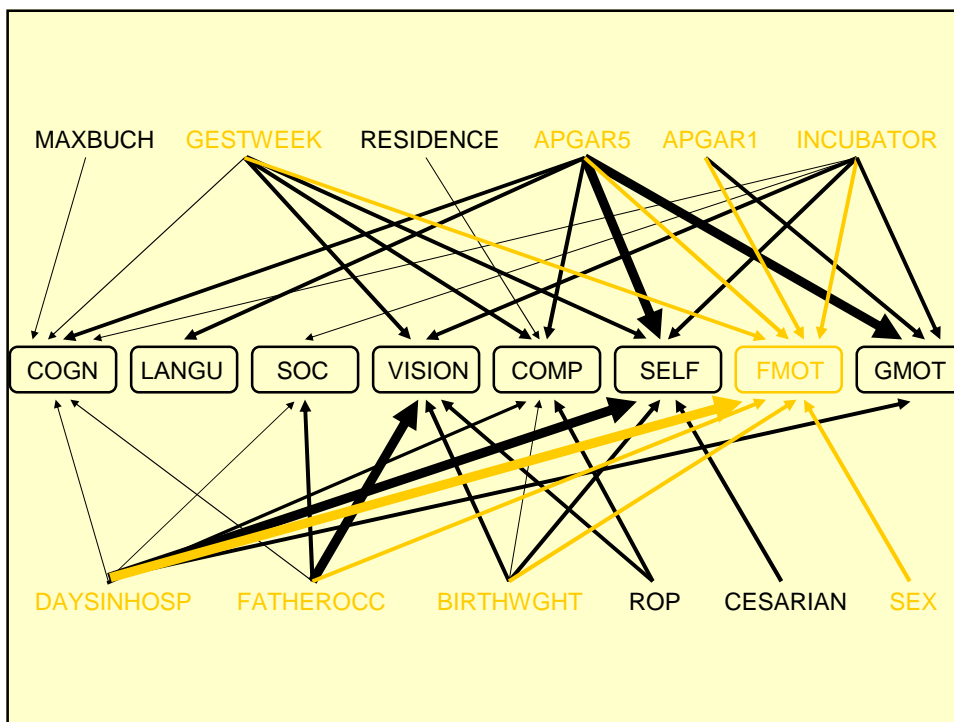 MAXBUCH GESTWEEK RESIDENCE APGAR5 APGAR1 INCUBATOR
COGN LANGU SOC VISION COMP SELF FMOT GMOT
DAYSINHOSP FATHEROCC BIRTHWGHT ROP CESARIAN SEX